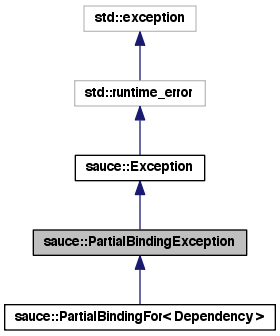 std::exception
std::runtime_error
sauce::Exception
sauce::PartialBindingException
sauce::PartialBindingFor< Dependency >